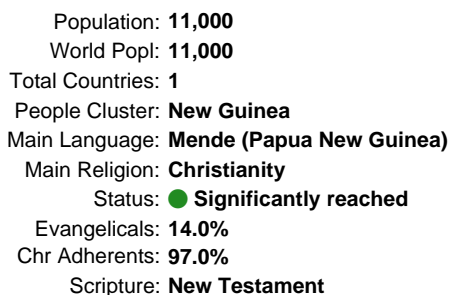 Population: 11,000
World Popl: 11,000
Total Countries: 1
People Cluster: New Guinea
Main Language: Mende (Papua New Guinea)
Main Religion: Christianity
Status: Significantly reached
Evangelicals: 14.0%
Chr Adherents: 97.0%
Scripture: New Testament